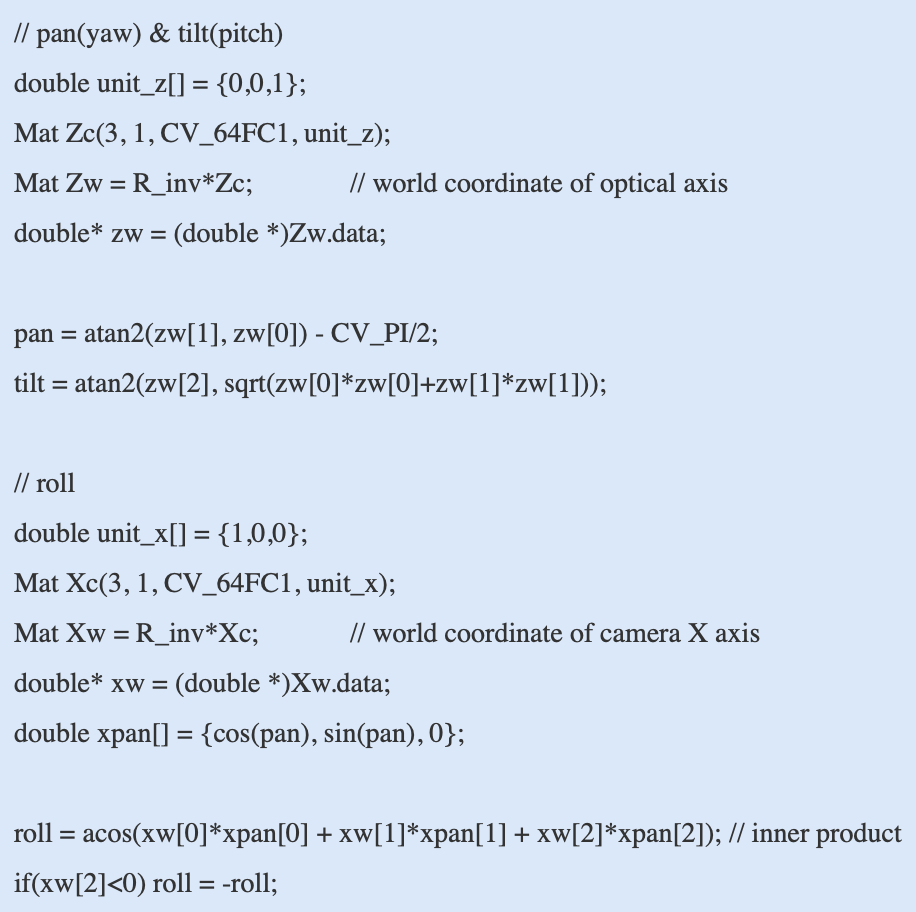 // pan(yaw) & tilt(pitch)
double unit_z[] = {0,0,1};
Mat Zc(3, 1, CV_64FC1, unit_z);
Mat Zw = R_inv*Zc; // world coordinate of optical axis
double* zw = (double *)Zw.data;
pan = atan2(zw[1], zw[0]) - CV_PI/2;
tilt = atan2(zw[2], sqrt(zw[0]*zw[0]+zw[1]*zw[1]));
// roll
double unit_x[] = {1,0,0};
Mat Xc(3, 1, CV_64FC1, unit_x);
Mat Xw = R_inv*Xc; // world coordinate of camera X axis
double* xw = (double *)Xw.data;
double xpan[] = {cos(pan), sin(pan), 0};
roll = acos(xw[0]*xpan[0] + xw[1]*xpan[1] + xw[2]*xpan[2]); // inner product
if(xw[2]<0) roll = -roll;